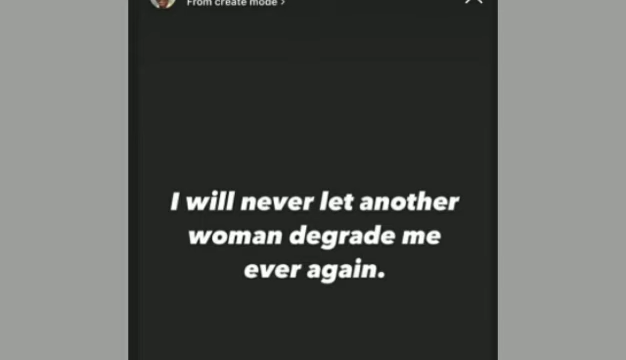 From create mode >
I will never let another
woman degrade me
ever again.